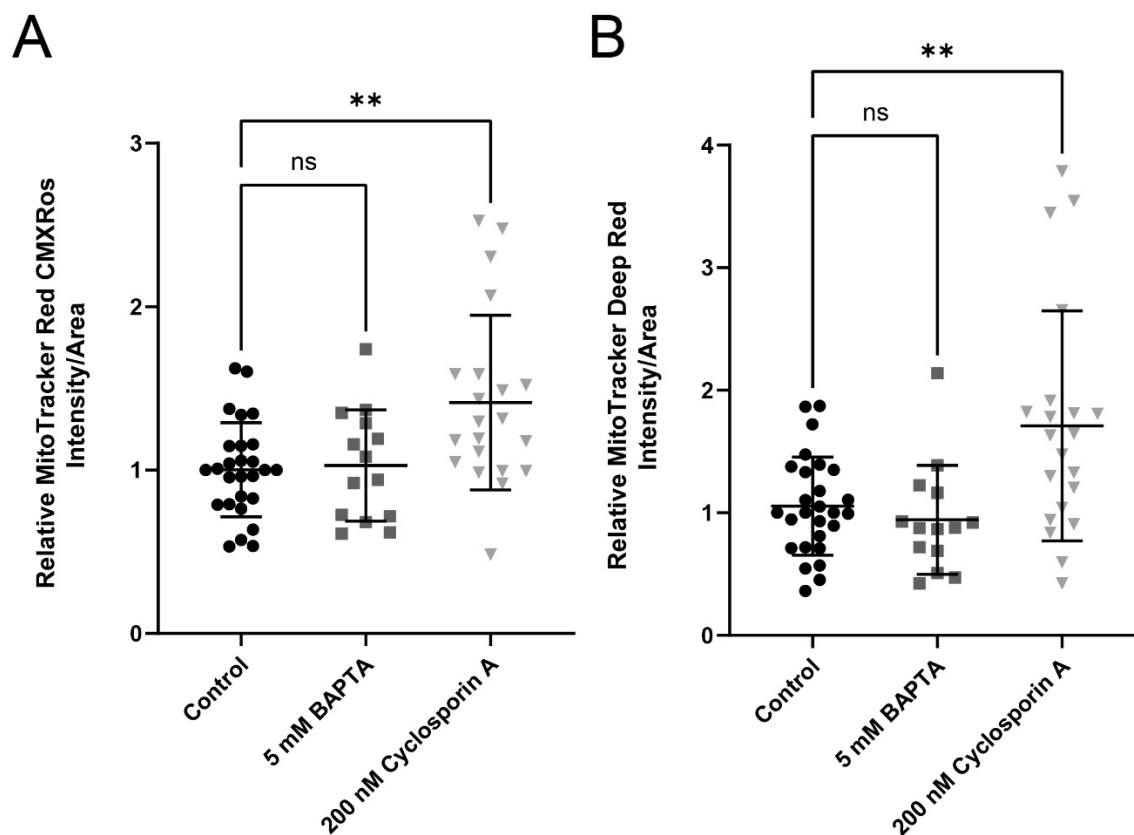 A
**
ns
3
2
1
0
Relative MitoTracker Red CMXRos
Intensity/Area
Control
5 mM BAPTA
200 nM Cyclosporin A
B
**
ns
4
3
2
1
0
Relative MitoTracker Deep Red
Intensity/Area
Control
5 mM BAPTA
200 nM Cyclosporin A